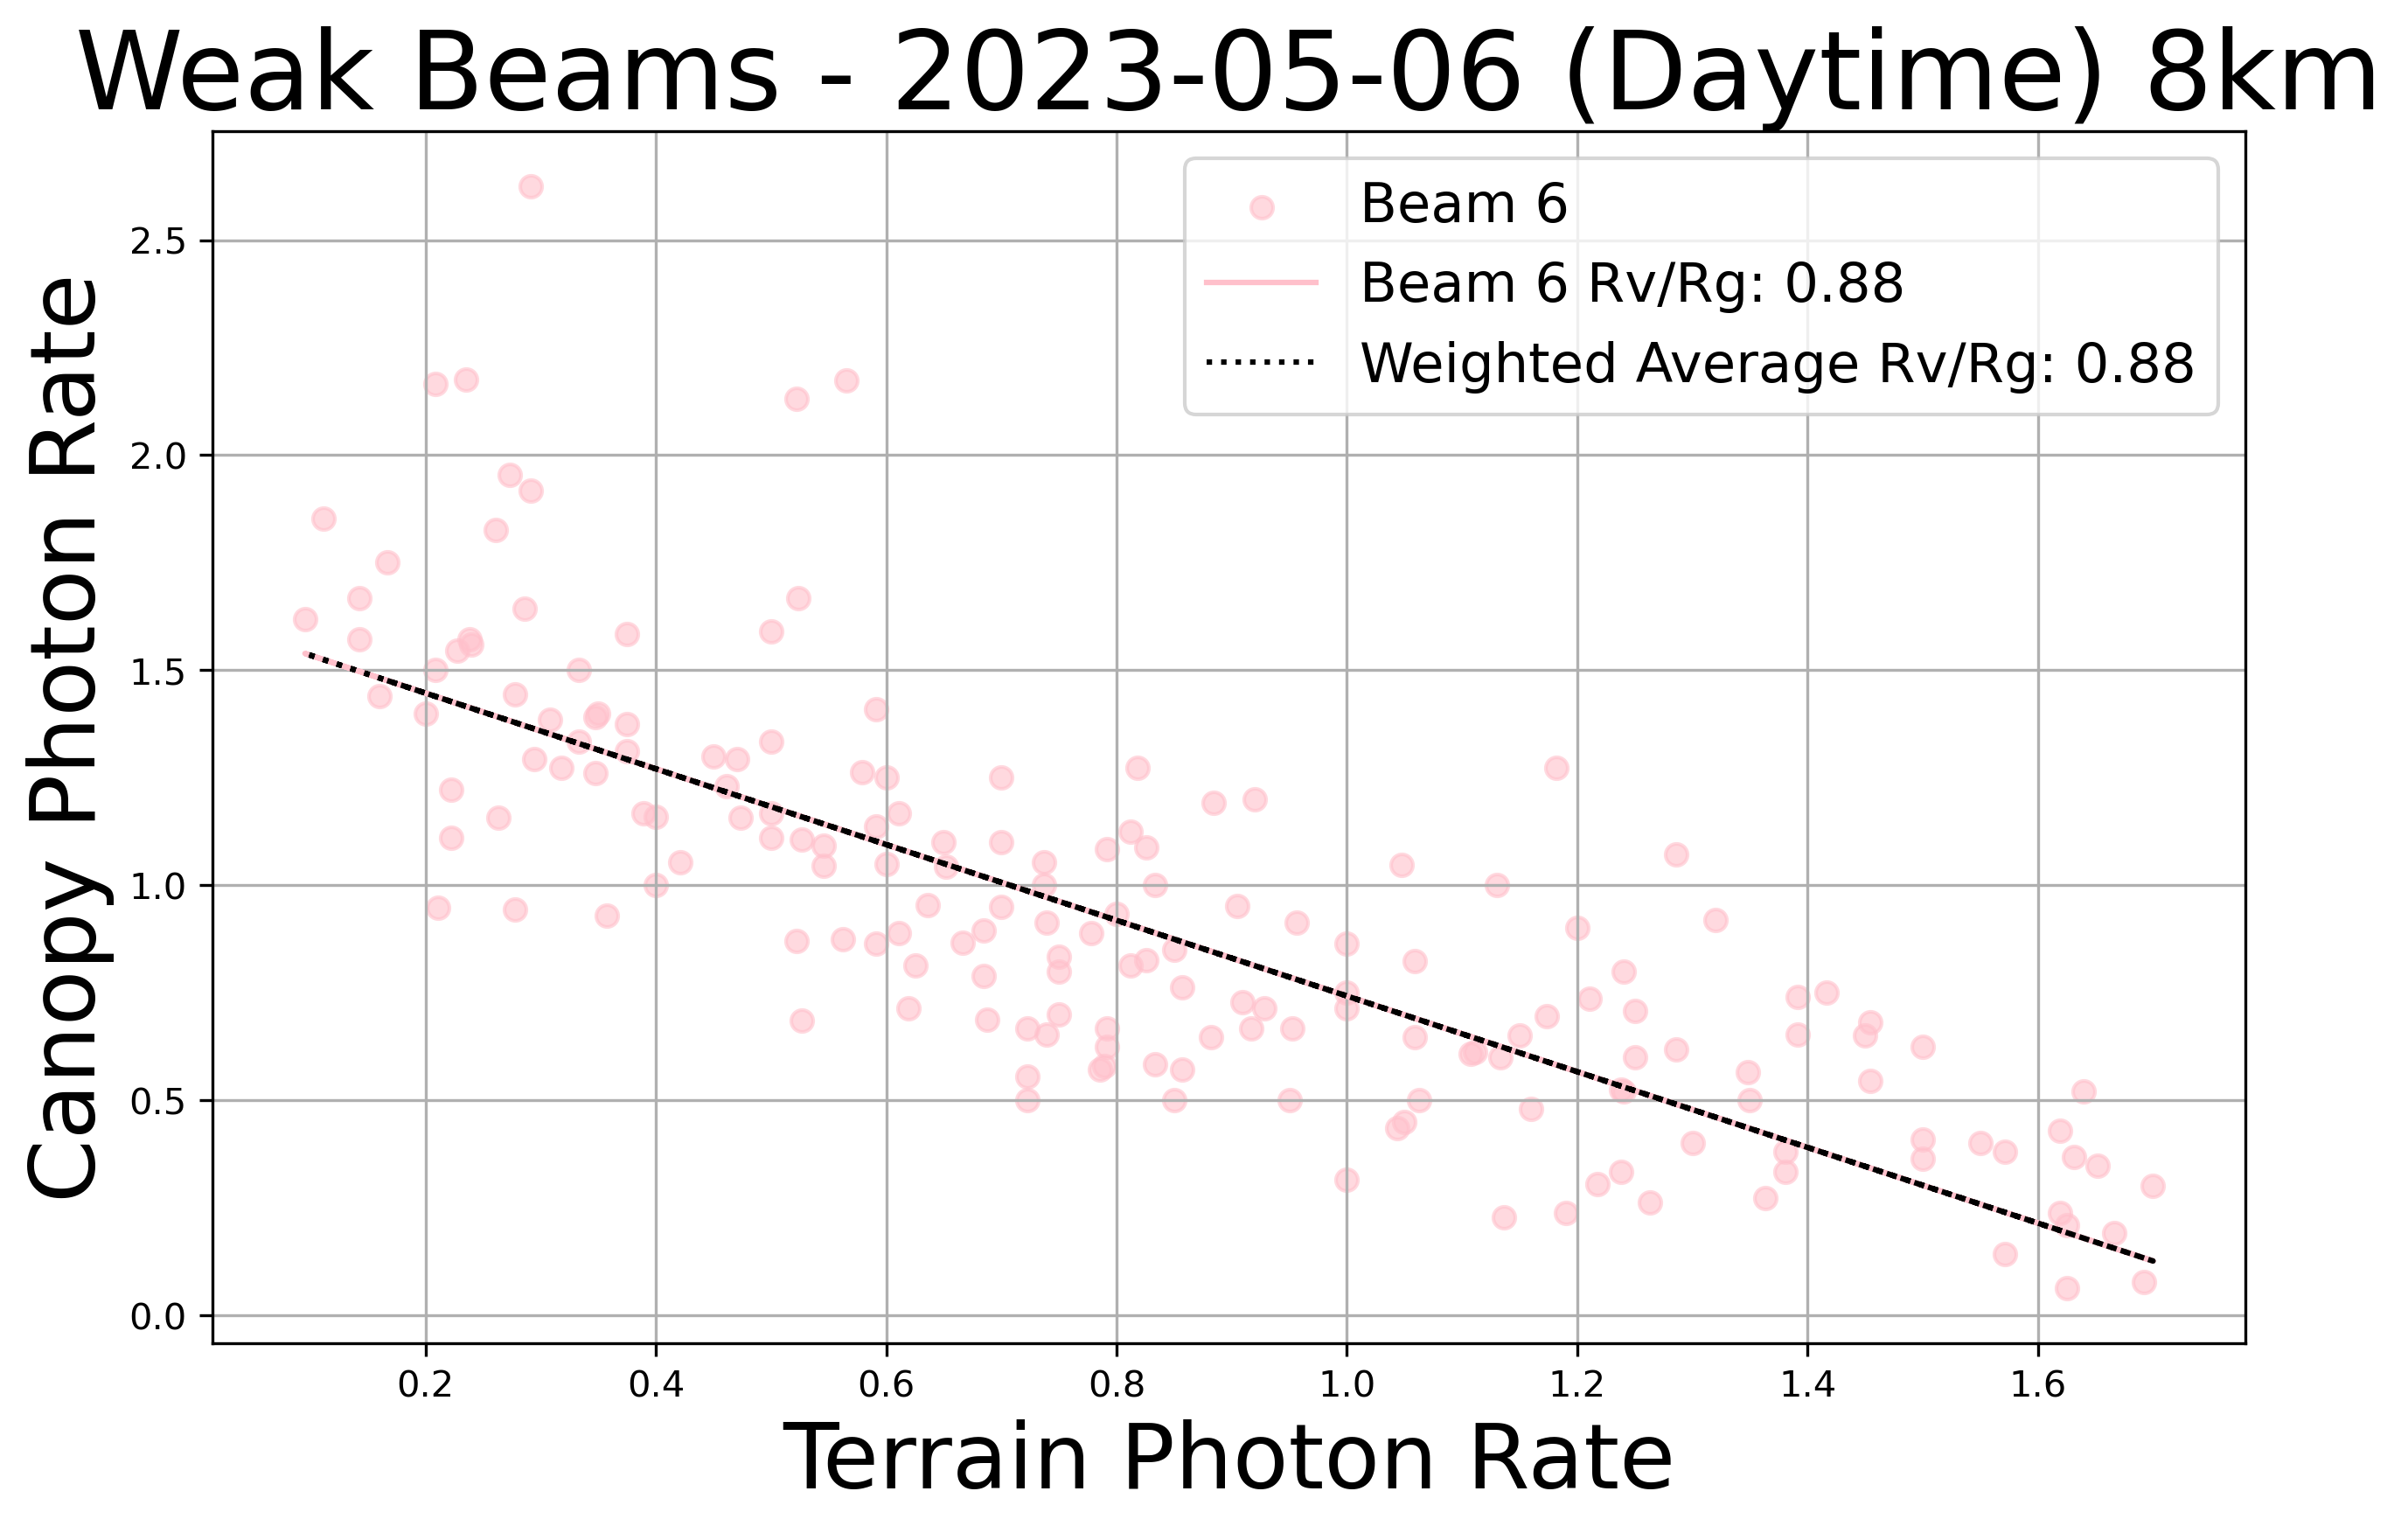 Weak Beams - 2023-05-06 (Daytime) 8km
Beam 6
Beam 6 Rv/Rg: 0.88
Weighted Average Rv/Rg: 0.88
Canopy Photon Rate
2.5
2.0
1.5
1.0
0.5
0.0
0.2 0.4 0.6 0.8 1.0 1.2 1.4 1.6
Terrain Photon Rate